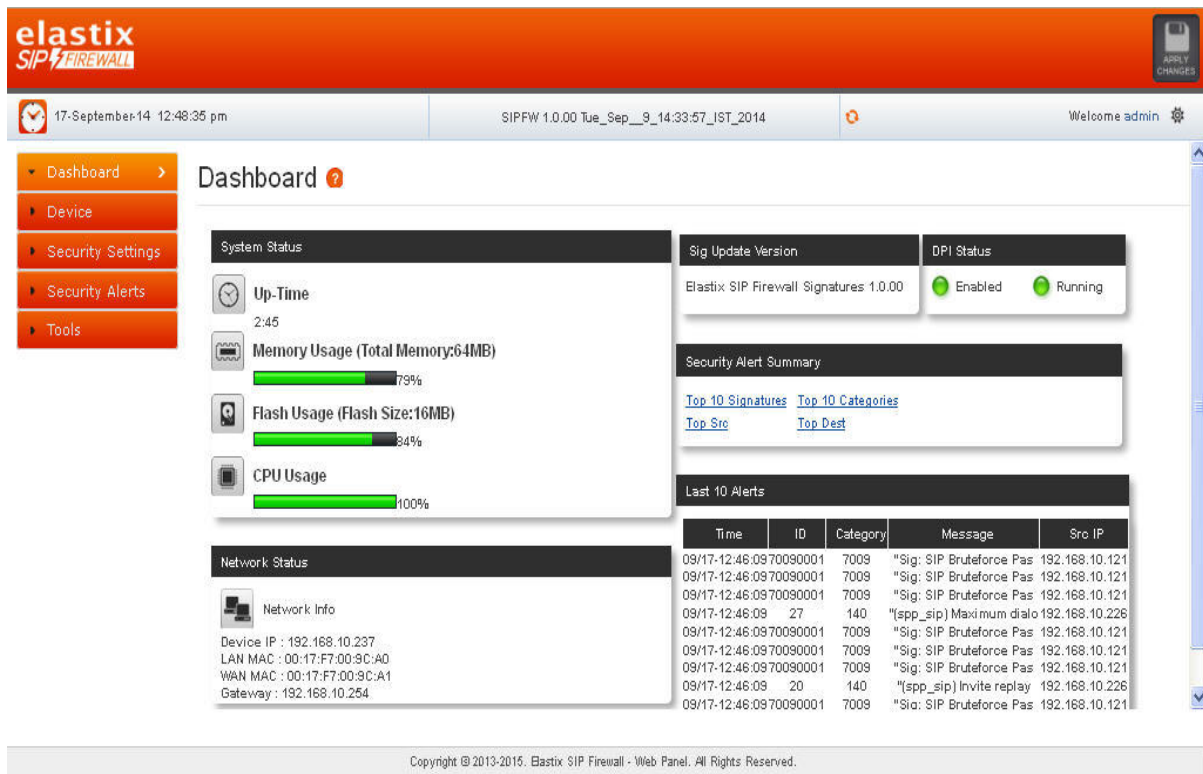 elastix
SIP FIREWALL
APPLY
CHANGES
17-September-14 12:48:35 pm
SIPFW 1.0.00 Tue_Sep__9_14:33:57_IST_2014
Welcome admin
Dashboard
Device
Security Settings
Security Alerts
Tools
Dashboard ?
System Status
Up-Time
2:45
Memory Usage (Total Memory:64MB)
79%
Flash Usage (Flash Size:16MB)
84%
CPU Usage
100%
Network Status
Network Info
Device IP : 192.168.10.237
LAN MAC : 00:17:F7:00:9C:A0
WAN MAC : 00:17:F7:00:9C:A1
Gateway : 192.168.10.254
Sig Update Version
Elastix SIP Firewall Signatures 1.0.00
DPI Status
Enabled Running
Security Alert Summary
Top 10 Signatures Top 10 Categories
Top Src Top Dest
Last 10 Alerts
Time ID Category Message Src IP
09/17-12:46:09 70090001 7009 "Sig: SIP Bruteforce Pas 192.168.10.121
09/17-12:46:09 70090001 7009 "Sig: SIP Bruteforce Pas 192.168.10.121
09/17-12:46:09 70090001 7009 "Sig: SIP Bruteforce Pas 192.168.10.121
09/17-12:46:09 27 140 "(spp_sip) Maximum dialo 192.168.10.226
09/17-12:46:09 70090001 7009 "Sig: SIP Bruteforce Pas 192.168.10.121
09/17-12:46:09 70090001 7009 "Sig: SIP Bruteforce Pas 192.168.10.121
09/17-12:46:09 70090001 7009 "Sig: SIP Bruteforce Pas 192.168.10.121
09/17-12:46:09 20 140 "(spp_sip) Invite replay 192.168.10.226
09/17-12:46:09 70090001 7009 "Sig: SIP Bruteforce Pas 192.168.10.121
Copyright @ 2013-2015. Elastix SIP Firewall - Web Panel. All Rights Reserved.